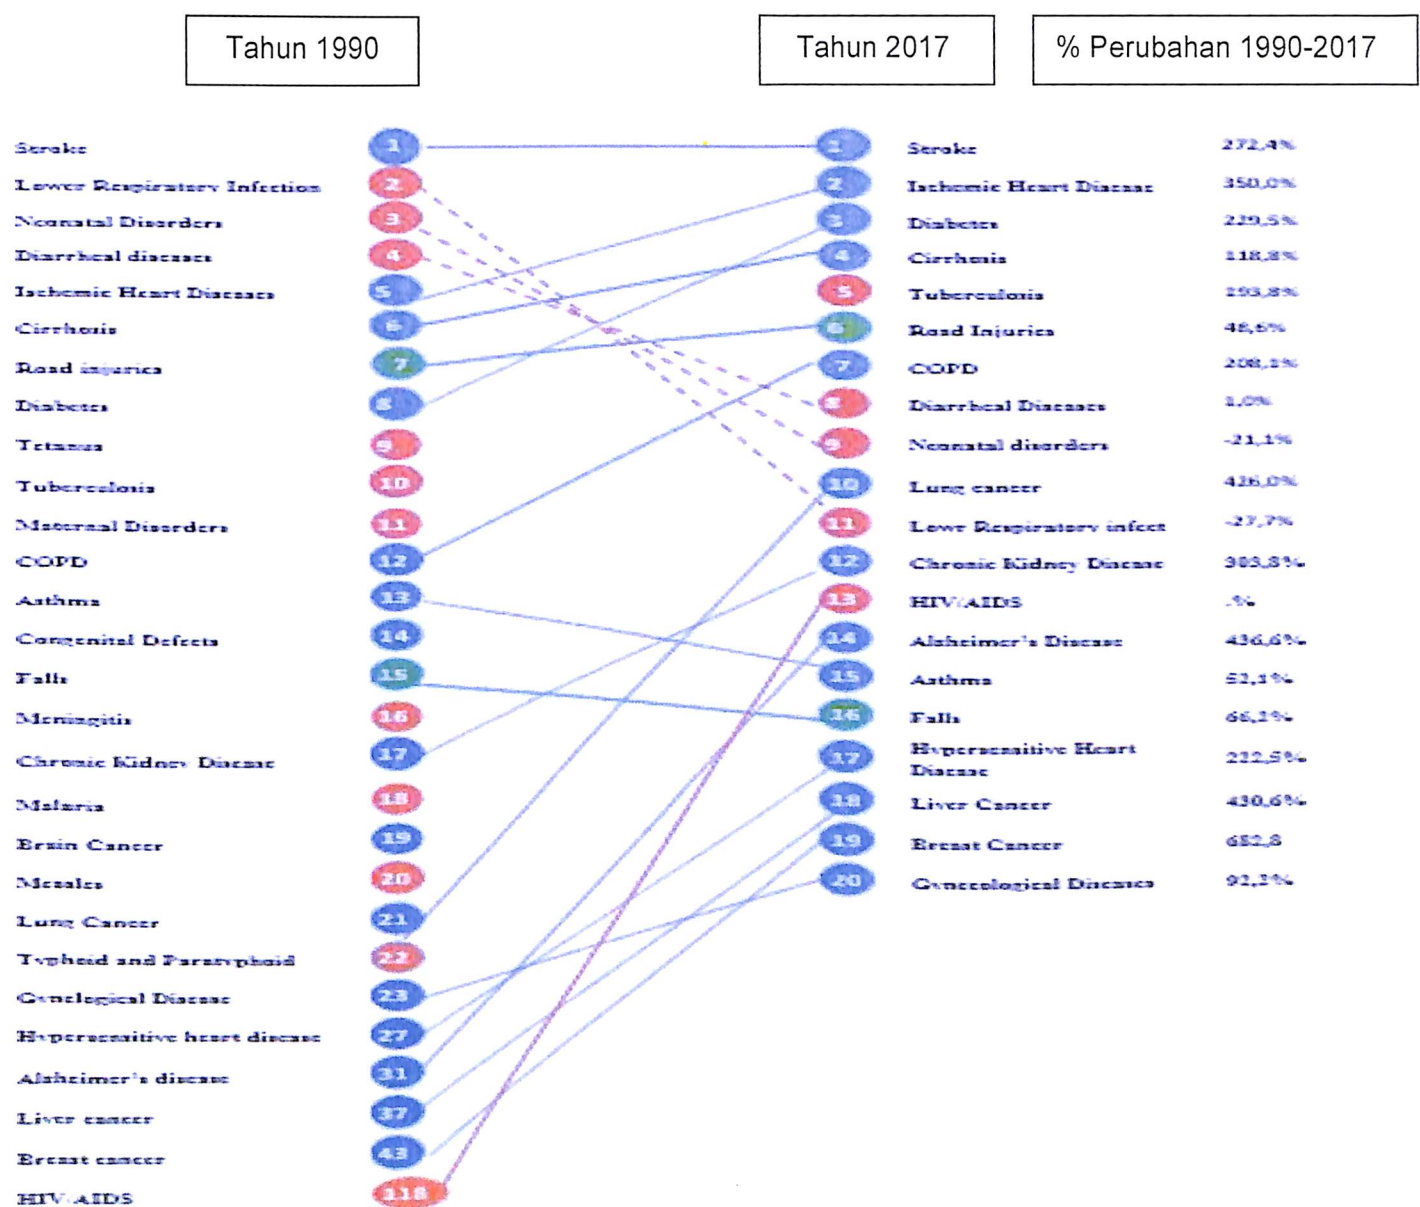 Tahun 1990
Tahun 2017
% Perubahan 1990-2017
Stroke 1
Lower Respiratory Infection 2
Neonatal Disorders 3
Diarrheal diseases 4
Ischemic Heart Diseases 5
Cirrhosis 6
Road injuries 7
Diabetes 8
Tetanus 9
Tuberculosis 10
Maternal Disorders 11
COPD 12
Asthma 13
Congenital Defects 14
Falls 15
Meningitis 16
Chronic Kidney Disease 17
Malaria 18
Brain Cancer 19
Measles 20
Lung Cancer 21
Typhoid and Paratyphoid 22
Gynelogical Disease 23
Hypersensitive heart disease 27
Alzheimer's disease 31
Liver cancer 37
Breast cancer 43
HIV/AIDS 118
1 Stroke 272,4%
2 Ischemic Heart Disease 350,0%
3 Diabetes 229,5%
4 Cirrhosis 118,8%
5 Tuberculosis 293,8%
6 Road Injuries 48,6%
7 COPD 208,1%
8 Diarrheal Diseases 1,0%
9 Neonatal disorders -21,1%
10 Lung cancer 426,0%
11 Lowr Respiratory infect -27,7%
12 Chronic Kidney Disease 303,8%
13 HIV/AIDS .%
14 Alzheimer's Disease 436,6%
15 Asthma 52,1%
16 Falls 66,2%
17 Hypersensitive Heart
Disease 222,5%
18 Liver Cancer 430,6%
19 Breast Cancer 682,8
20 Gynecological Diseases 92,2%